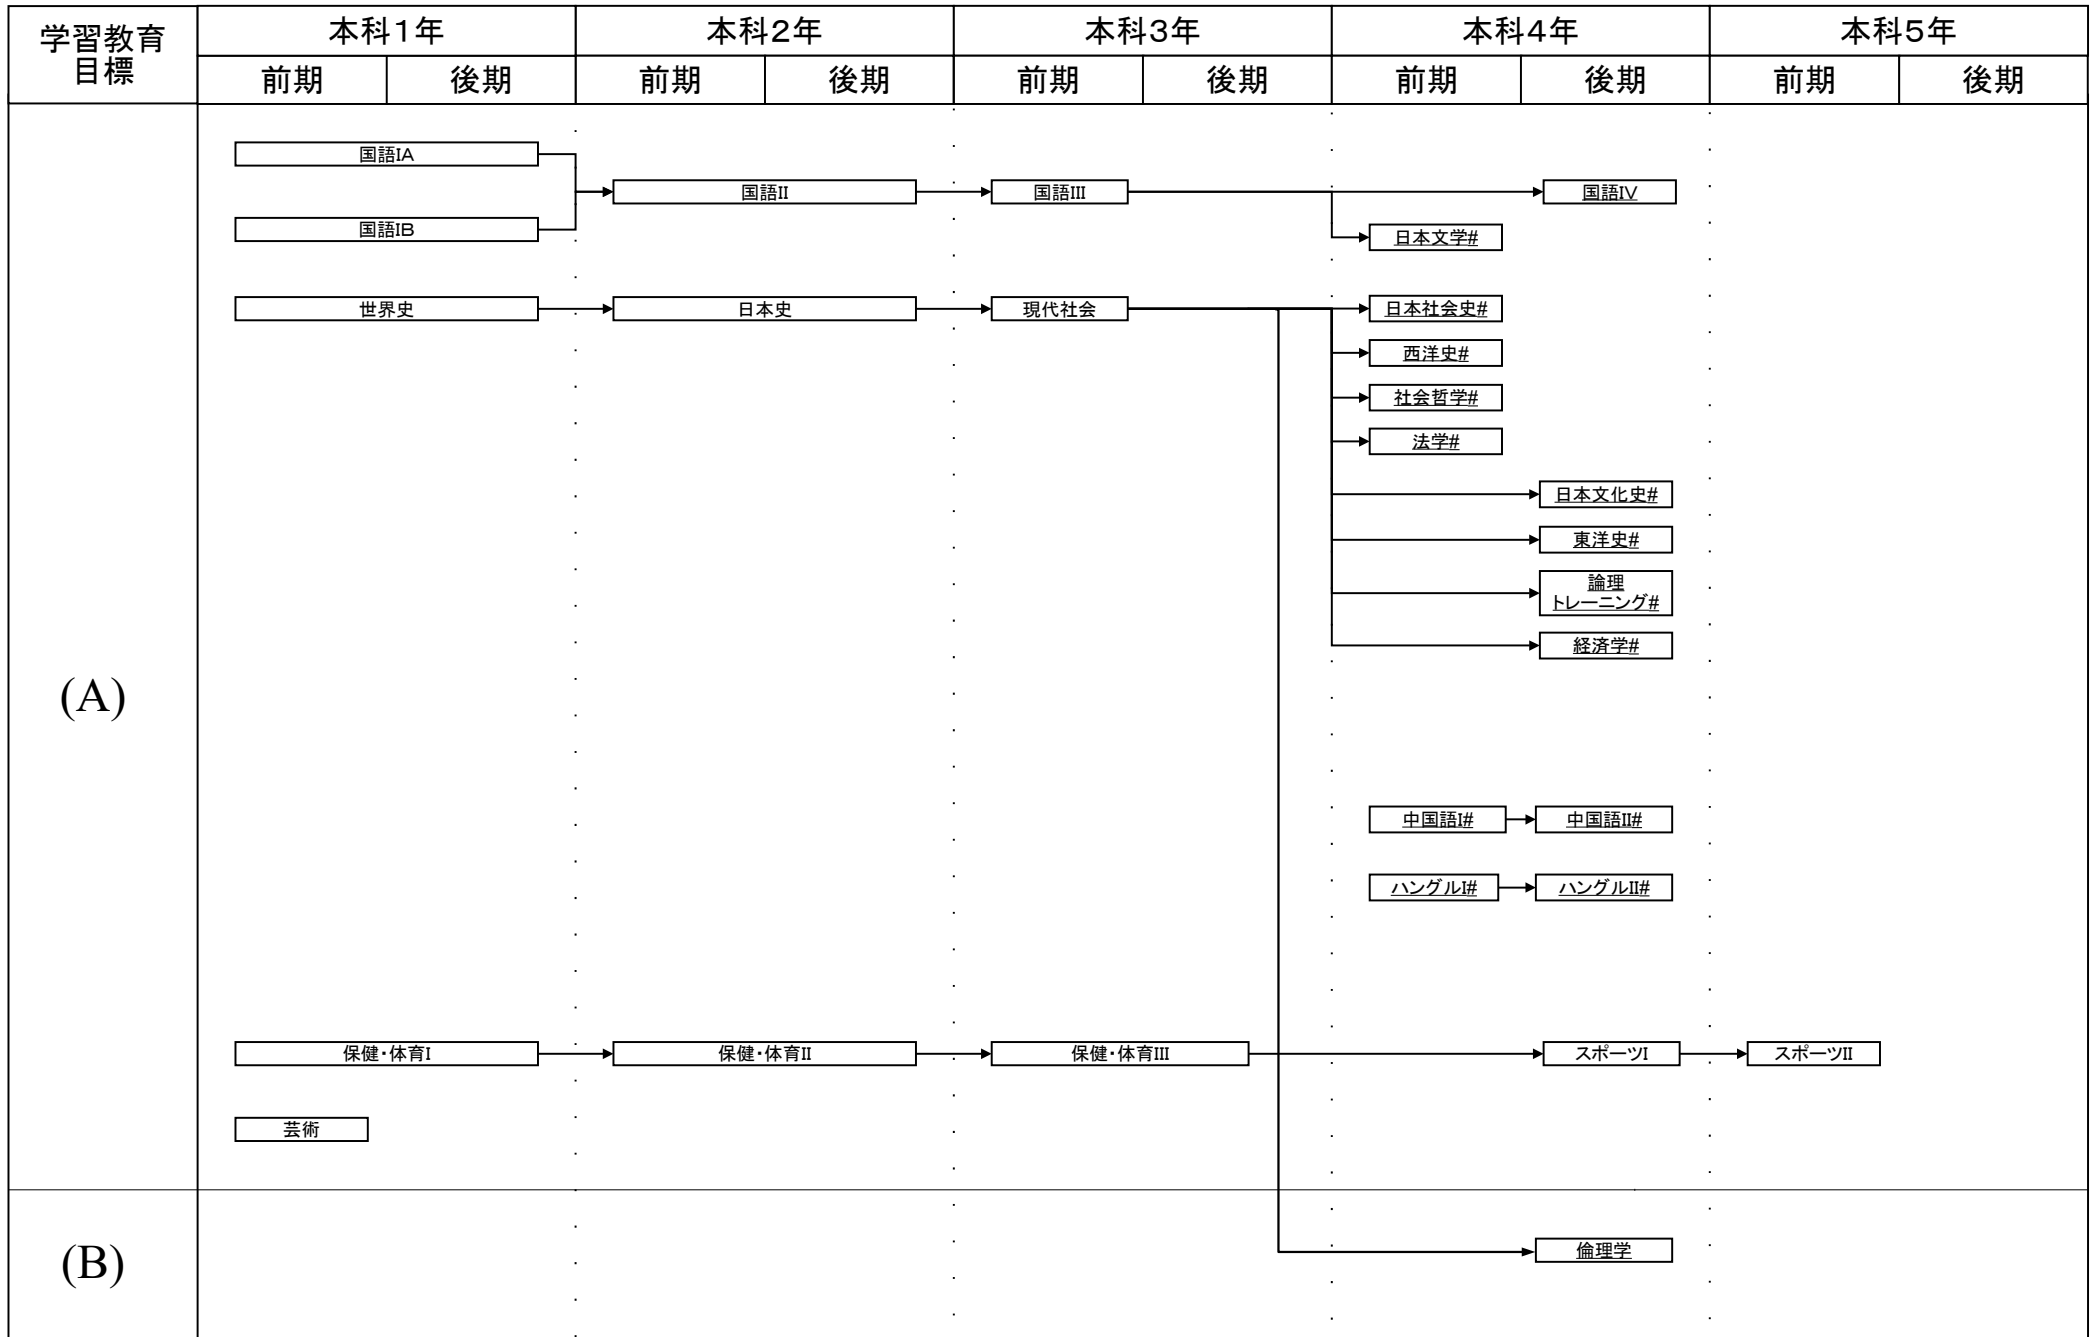 学習教育
目標
本科1年
本科2年
本科3年
本科4年
本科5年
前期
後期
前期
後期
前期
後期
前期
後期
前期
後期
(A)
国語IA
国語IB
国語II
国語III
国語IV
日本文学#
世界史
日本史
現代社会
日本社会史#
西洋史#
社会哲学#
法学#
日本文化史#
東洋史#
論理
トレーニング#
経済学#
中国語I#
中国語II#
ハングルI#
ハングルII#
保健・体育I
保健・体育II
保健・体育III
スポーツI
スポーツII
芸術
(B)
倫理学